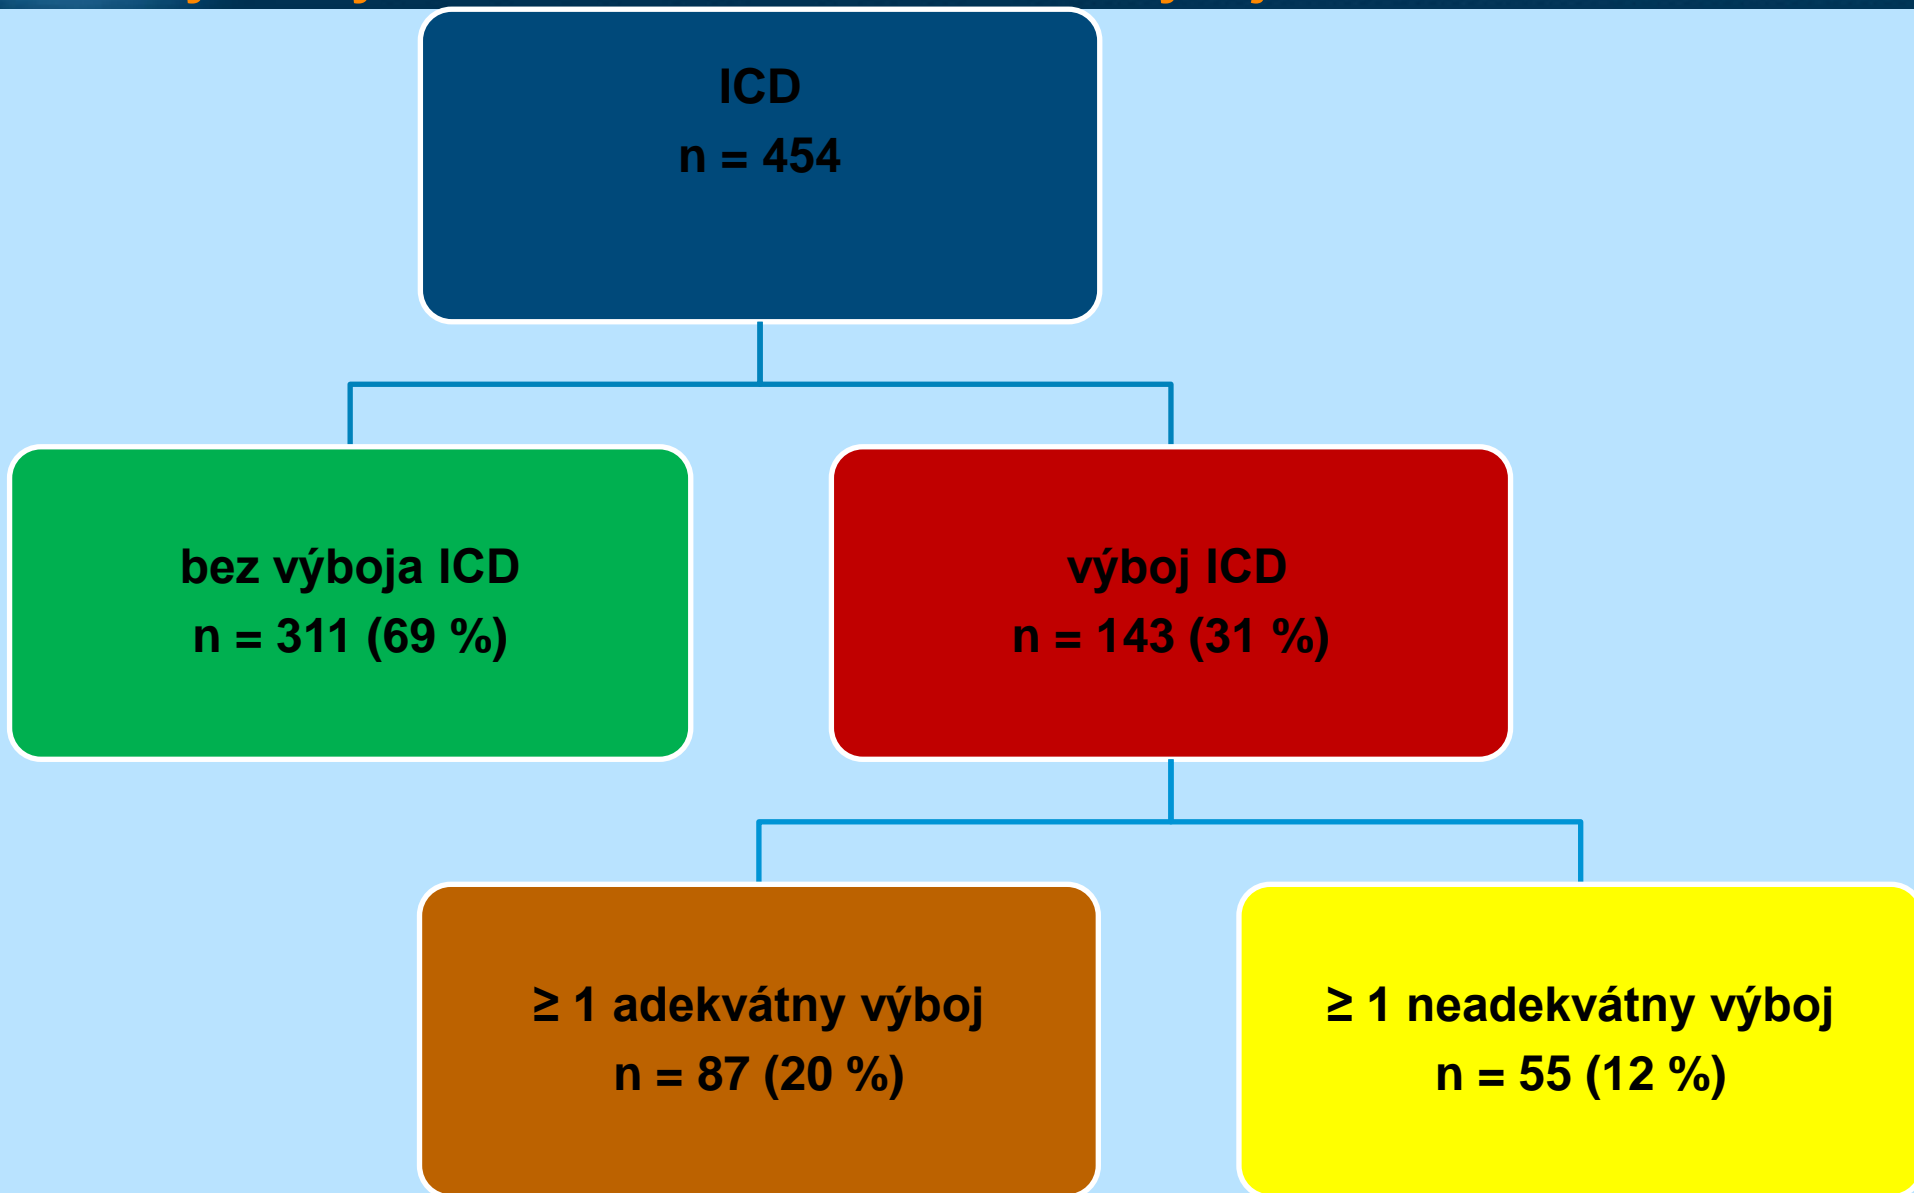 ICD
n = 454
bez výboja ICD
n = 311 (69 %)
výboj ICD
n = 143 (31 %)
≥ 1 adekvátny výboj
n = 87 (20 %)
≥ 1 neadekvátny výboj
n = 55 (12 %)